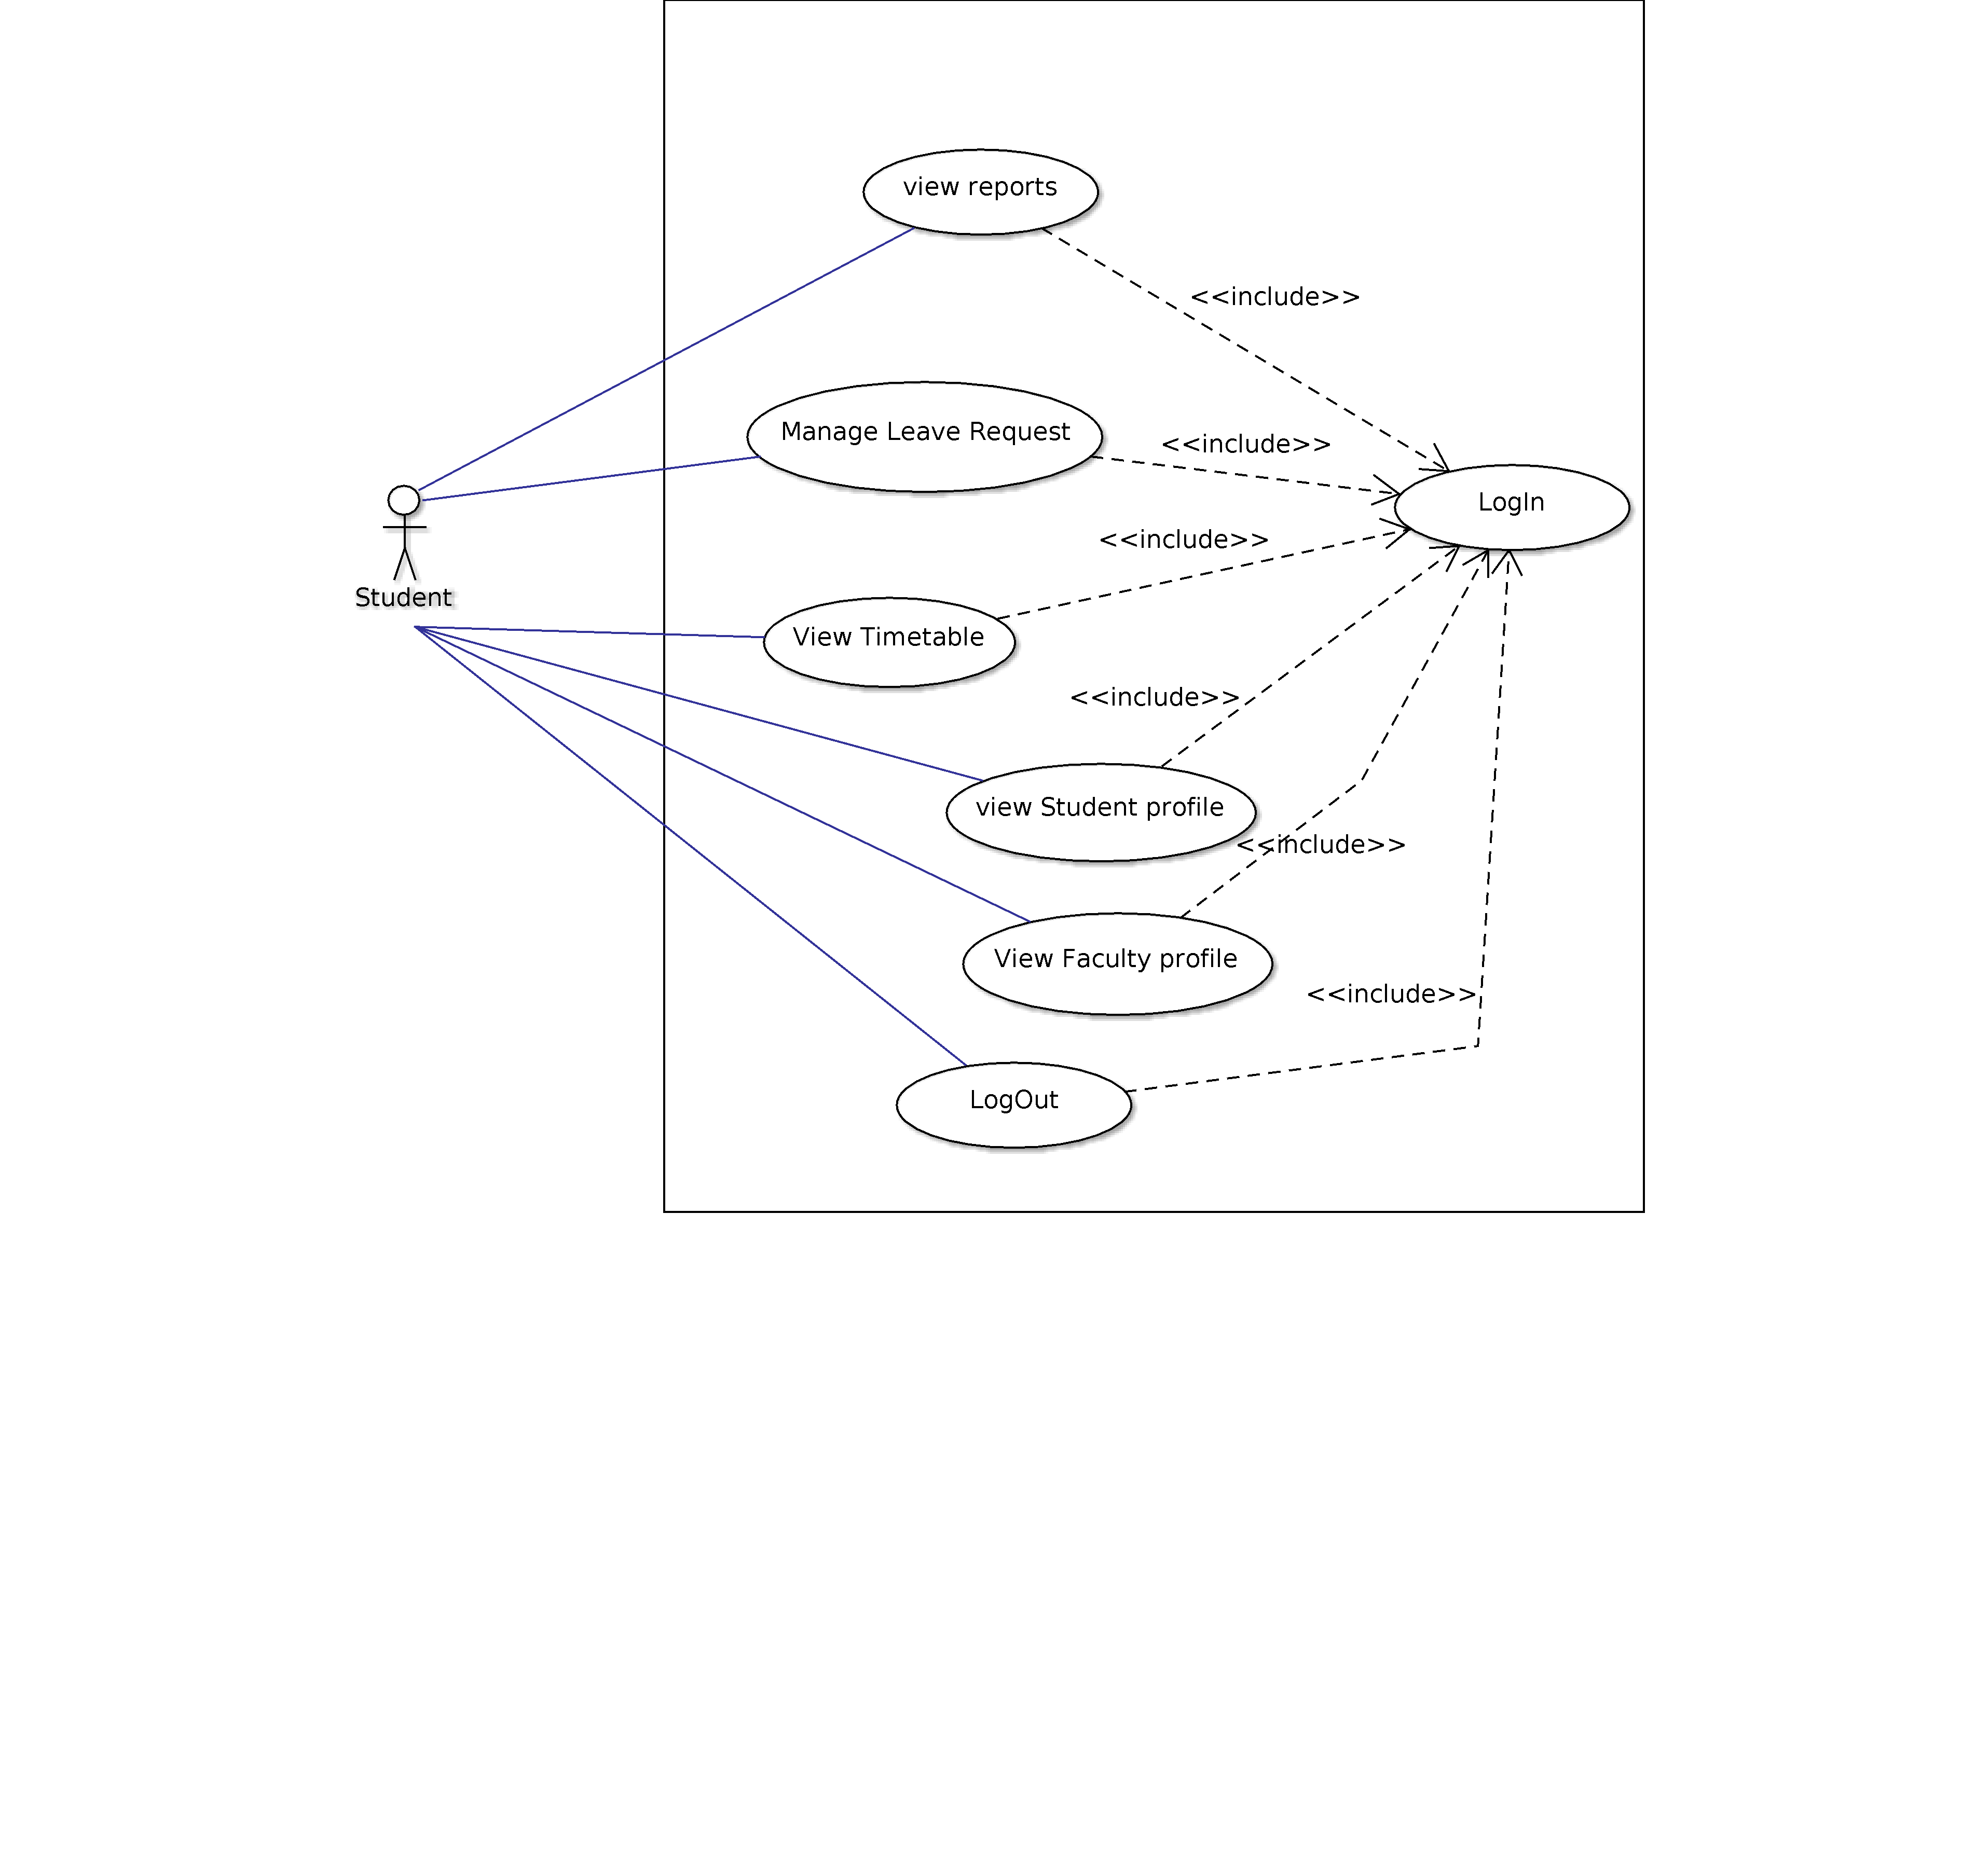 view reports
<<include>>
Manage Leave Request
<<include>>
LogIn
<<include>>
Student
View Timetable
<<include>>
view Student profile
<<include>>
View Faculty profile
<<include>>
LogOut